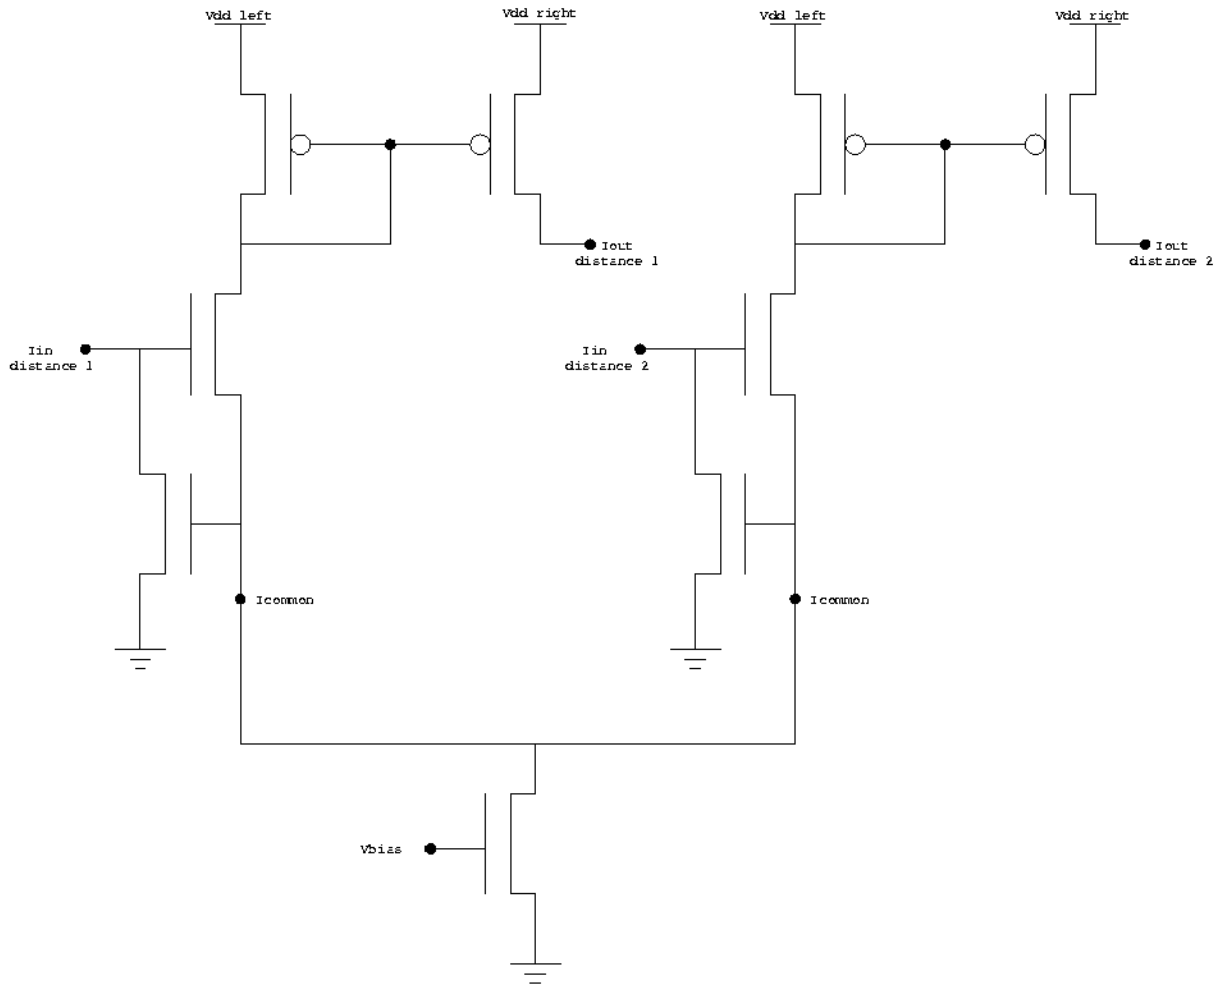 Vdd left
Vdd right
Vdd left
Vdd right
Iout
distance 1
Iout
distance 2
Iin
distance 1
Iin
distance 2
Icommon
Icommon
Vbias